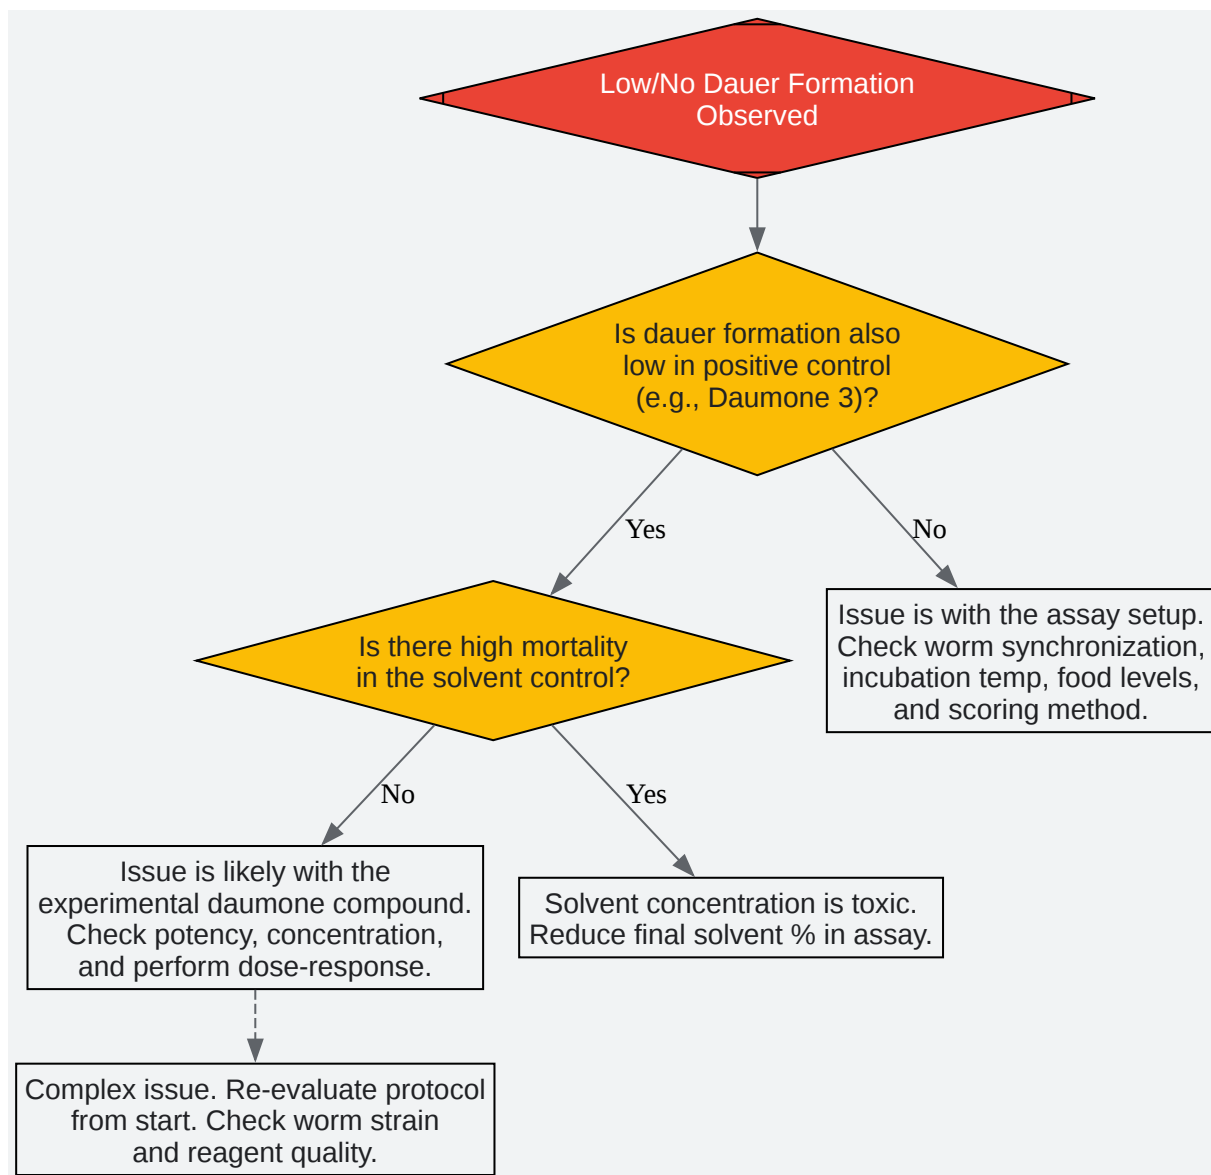 Low/No Dauer Formation
Observed
Is dauer formation also
low in positive control
(e.g., Daumone 3)?
Yes
No
Is there high mortality
in the solvent control?
Issue is with the assay setup.
Check worm synchronization,
incubation temp, food levels,
and scoring method.
No
Yes
Issue is likely with the
experimental daumone compound.
Check potency, concentration,
and perform dose-response.
Solvent concentration is toxic.
Reduce final solvent % in assay.
Complex issue. Re-evaluate protocol
from start. Check worm strain
and reagent quality.